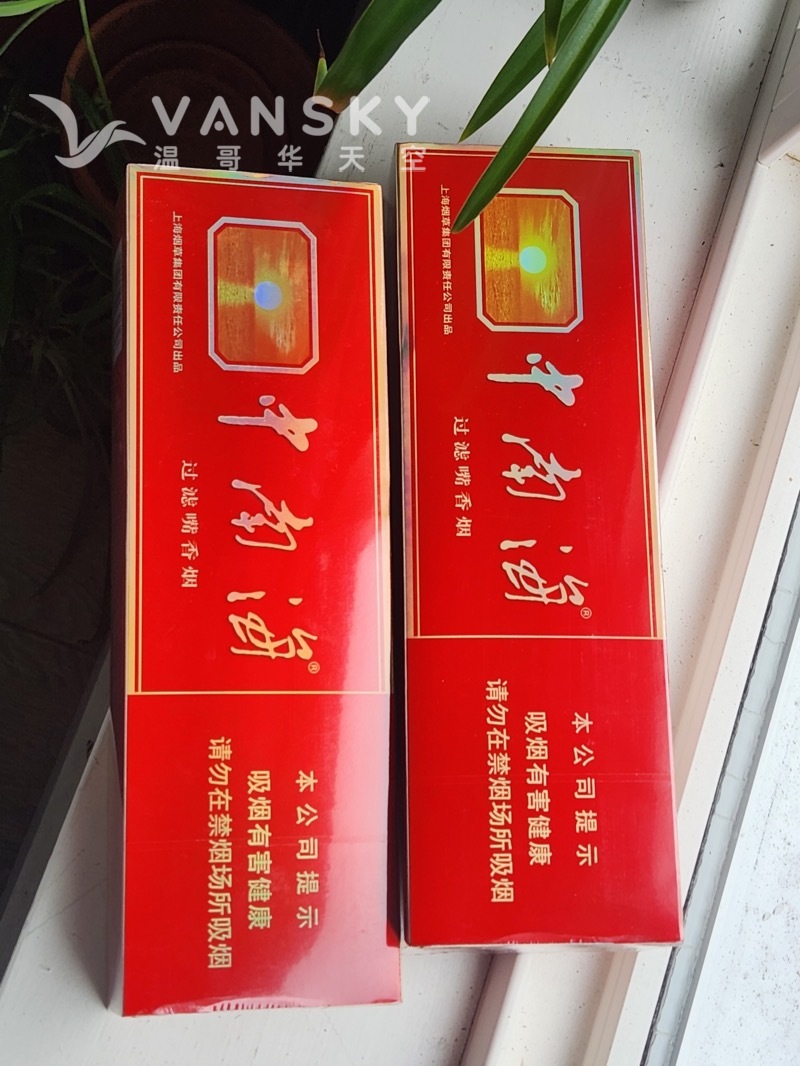 VANSKY
温哥华天空
上海烟草集团有限责任公司出品
中南海®
过滤嘴香烟
本公司提示
吸烟有害健康
请勿在禁烟场所吸烟
上海烟草集团有限责任公司出品
中南海®
过滤嘴香烟
本公司提示
吸烟有害健康
请勿在禁烟场所吸烟